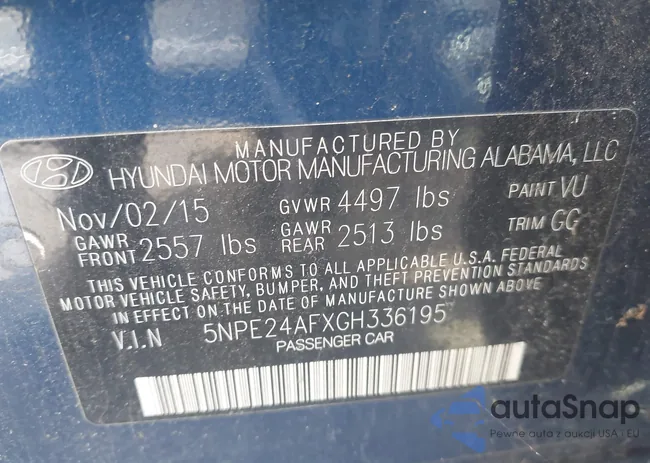 MANUFACTURED BY
HYUNDAI MOTOR MANUFACTURING ALABAMA, LLC
Nov/02/15 GVWR 4497 lbs PAINT VU
GAWR FRONT 2557 lbs GAWR REAR 2513 lbs TRIM GG
THIS VEHICLE CONFORMS TO ALL APPLICABLE U.S.A. FEDERAL
MOTOR VEHICLE SAFETY, BUMPER, AND THEFT PREVENTION STANDARDS
IN EFFECT ON THE DATE OF MANUFACTURE SHOWN ABOVE
V.I.N 5NPE24AFXGH336195
PASSENGER CAR
autaSnap
Pewne auta z aukcji USA i EU